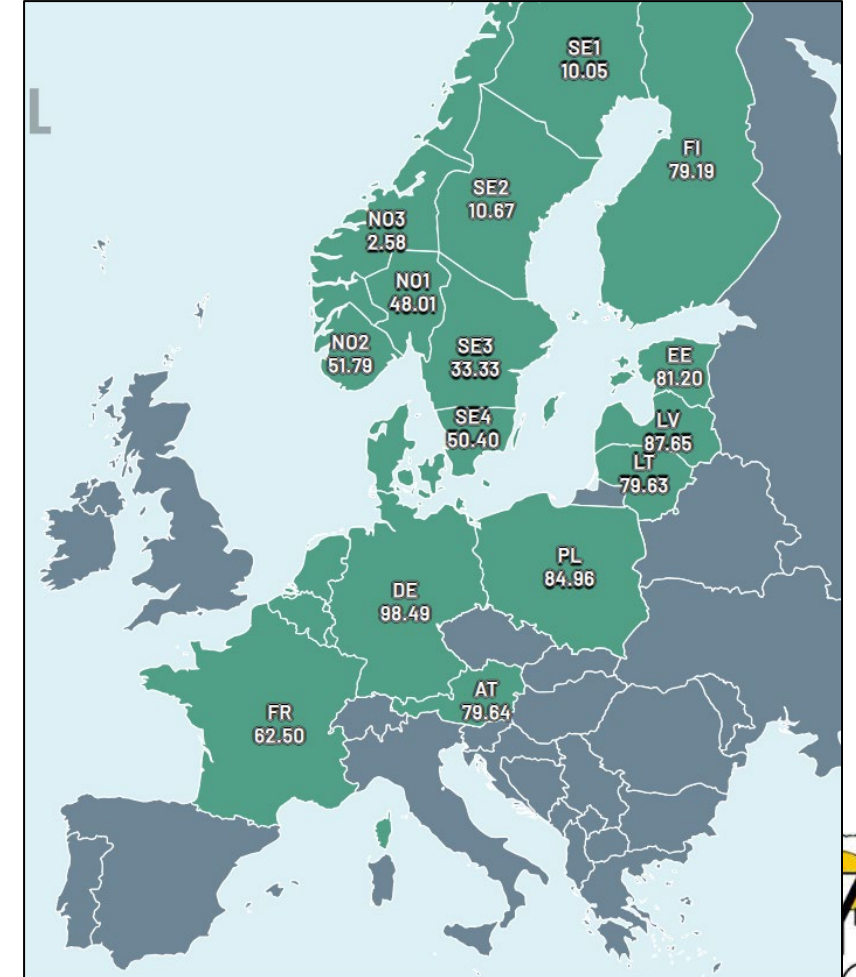 SE1
10.05
L
FI
79.19
SE2
10.67
NO3
2.58
NO1
48.01
NO2
51.79
SE3
33.33
EE
81.20
SE4
50.40
LV
87.65
LT
79.63
PL
84.96
DE
98.49
AT
79.64
FR
62.50